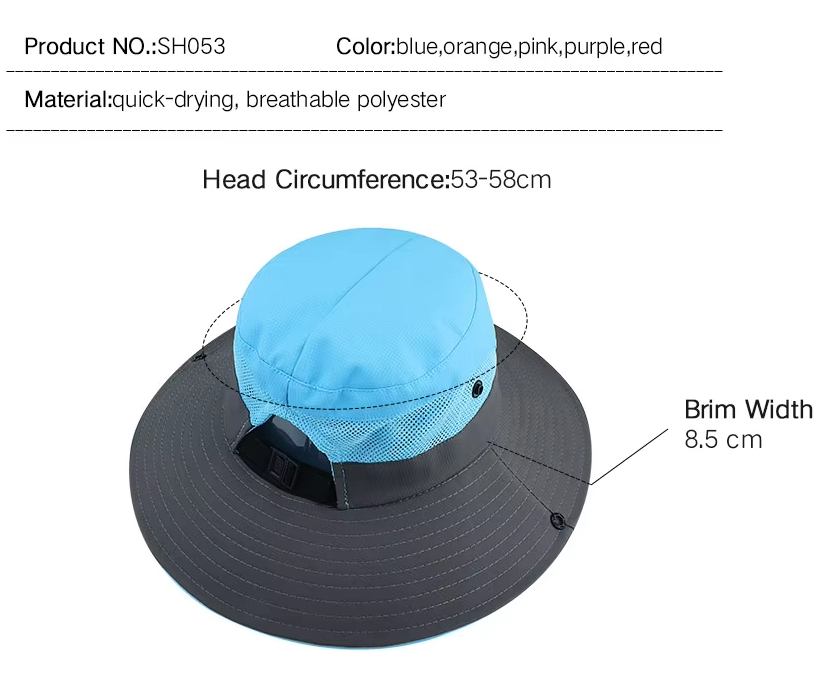 Product NO.:SH053
Color:blue,orange,pink,purple,red
Material:quick-drying, breathable polyester
Head Circumference:53-58cm
Brim Width
8.5 cm